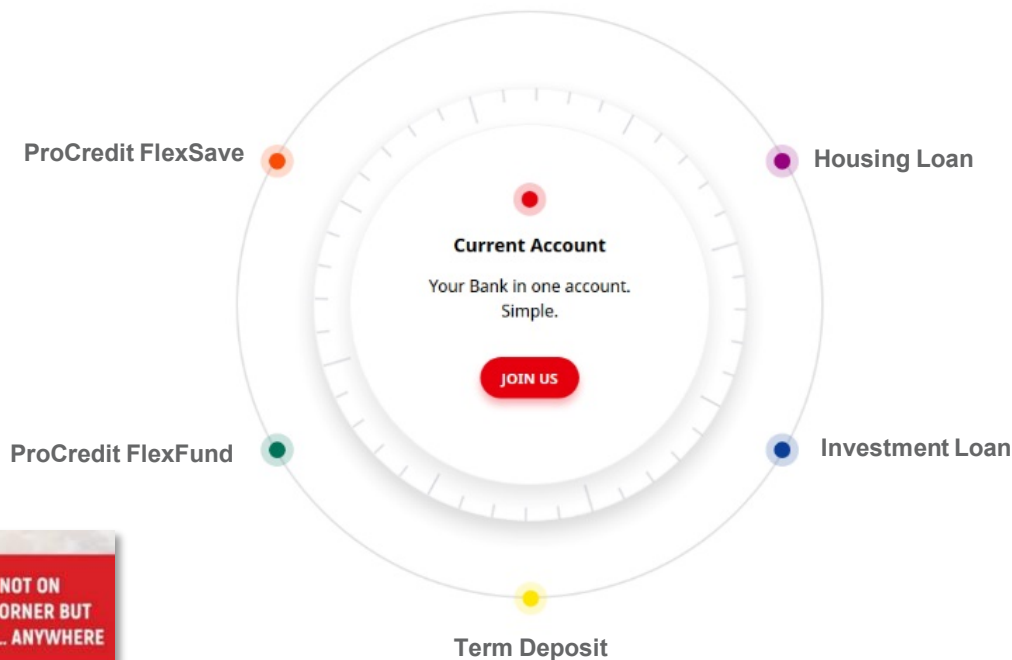 ProCredit FlexSave
Housing Loan
Current Account
Your Bank in one account.
Simple.
JOIN US
ProCredit FlexFund
Investment Loan
NOT ON
ORNER BUT
.. ANYWHERE
Term Deposit